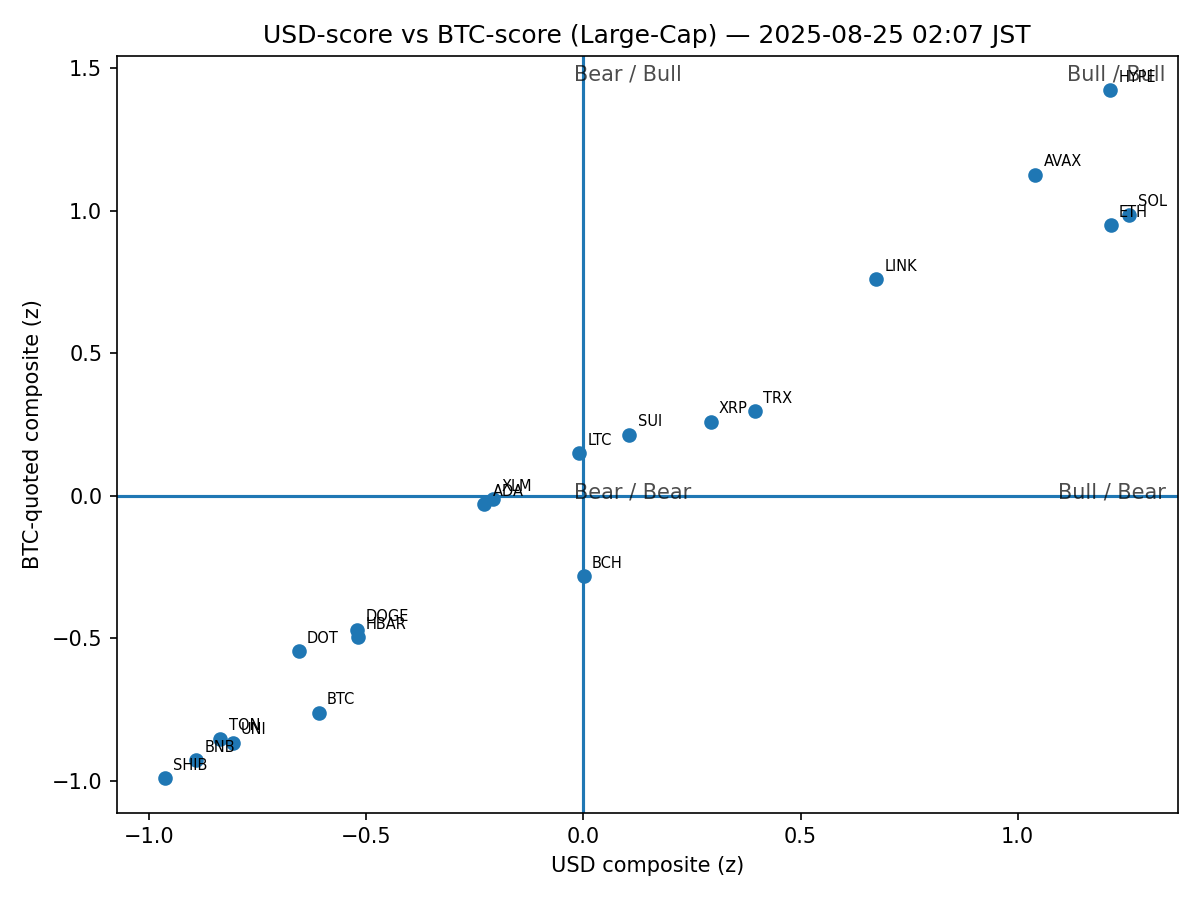 USD-score vs BTC-score (Large-Cap) — 2025-08-25 02:07 JST
Bear / Bull
Bull / Bull
HYPE
AVAX
SOL
ETH
LINK
TRX
XRP
SUI
LTC
XLM
ADA
Bear / Bear
Bull / Bear
BCH
DOGE
HBAR
DOT
BTC
TON
UNI
BNB
SHIB
1.5
1.0
0.5
0.0
−0.5
−1.0
BTC-quoted composite (z)
−1.0
−0.5
0.0
0.5
1.0
USD composite (z)